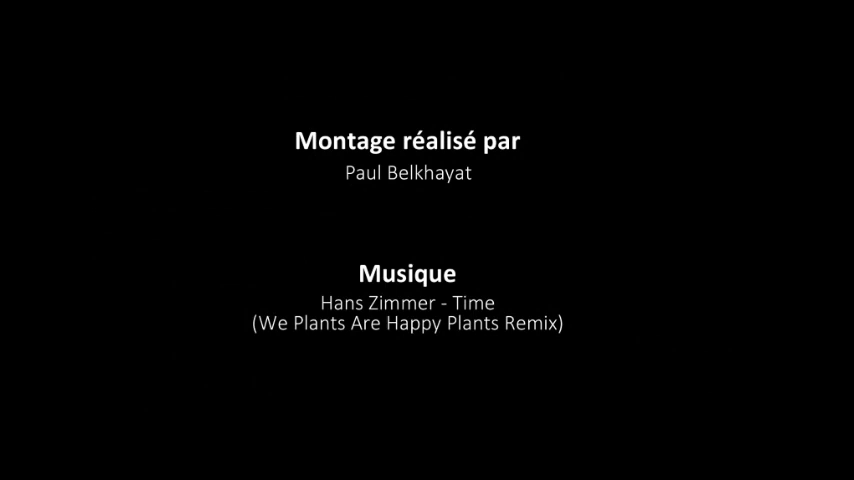 Montage réalisé par
Paul Belkhayat
Musique
Hans Zimmer - Time
(We Plants Are Happy Plants Remix)